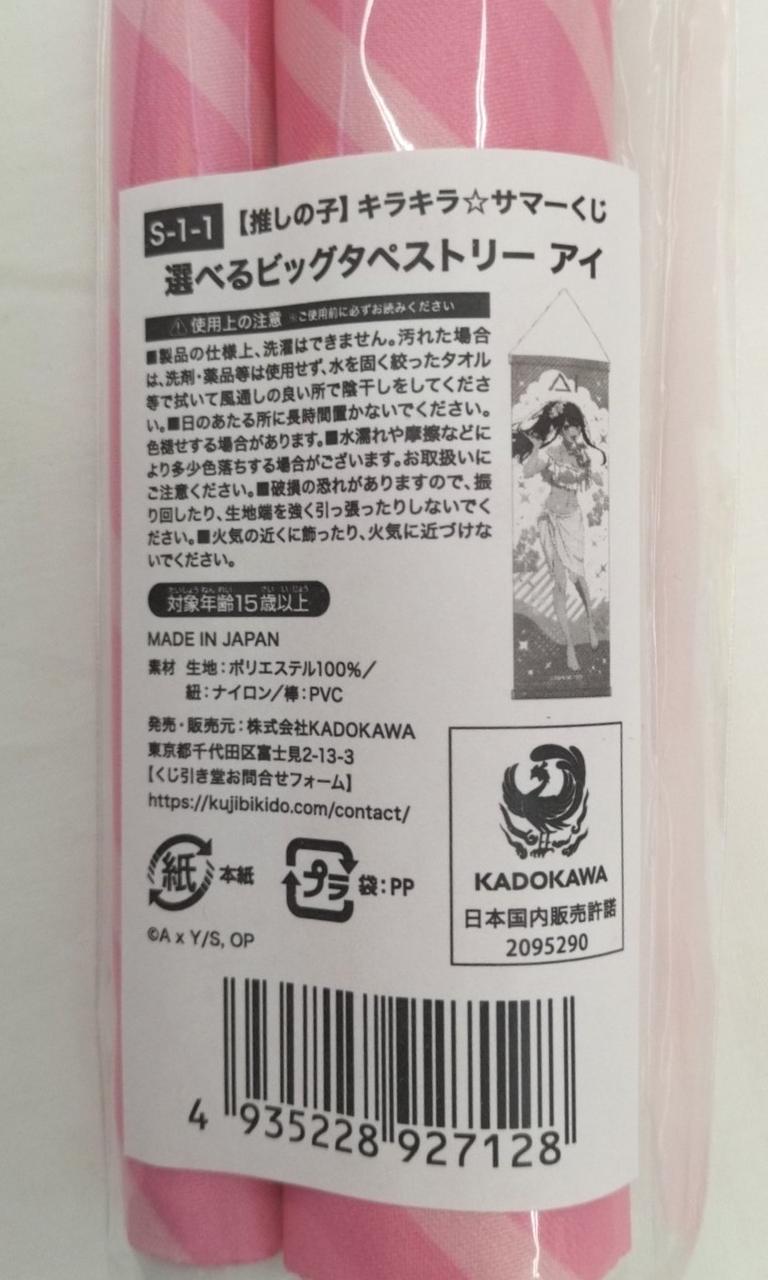 S-1-1 【推しの子】キラキラ☆サマーくじ
選べるビッグタペストリー アイ
⚠使用上の注意 ※ご使用前に必ずお読みください
■製品の仕様上、洗濯はできません。汚れた場合
は、洗剤・薬品等は使用せず、水を固く絞ったタオル
等で拭いて風通しの良い所で陰干しをしてくださ
い。■日のあたる所に長時間置かないでください。
色褪せする場合があります。■水濡れや摩擦などに
より多少色落ちする場合がございます。お取扱いに
ご注意ください。■破損の恐れがありますので、振
り回したり、生地端を強く引っ張ったりしないでく
ださい。■火気の近くに飾ったり、火気に近づけな
いでください。
AI
たいしょうねんれい さいいじょう
対象年齢15歳以上
MADE IN JAPAN
素材 生地:ポリエステル100%/
紐:ナイロン/棒:PVC
発売・販売元:株式会社KADOKAWA
東京都千代田区富士見2-13-3
【くじ引き堂お問合せフォーム】
https://kujibikido.com/contact/
紙 本紙 プラ 袋:PP
©A x Y/S, OP
KADOKAWA
日本国内販売許諾
2095290
4 935228 927128